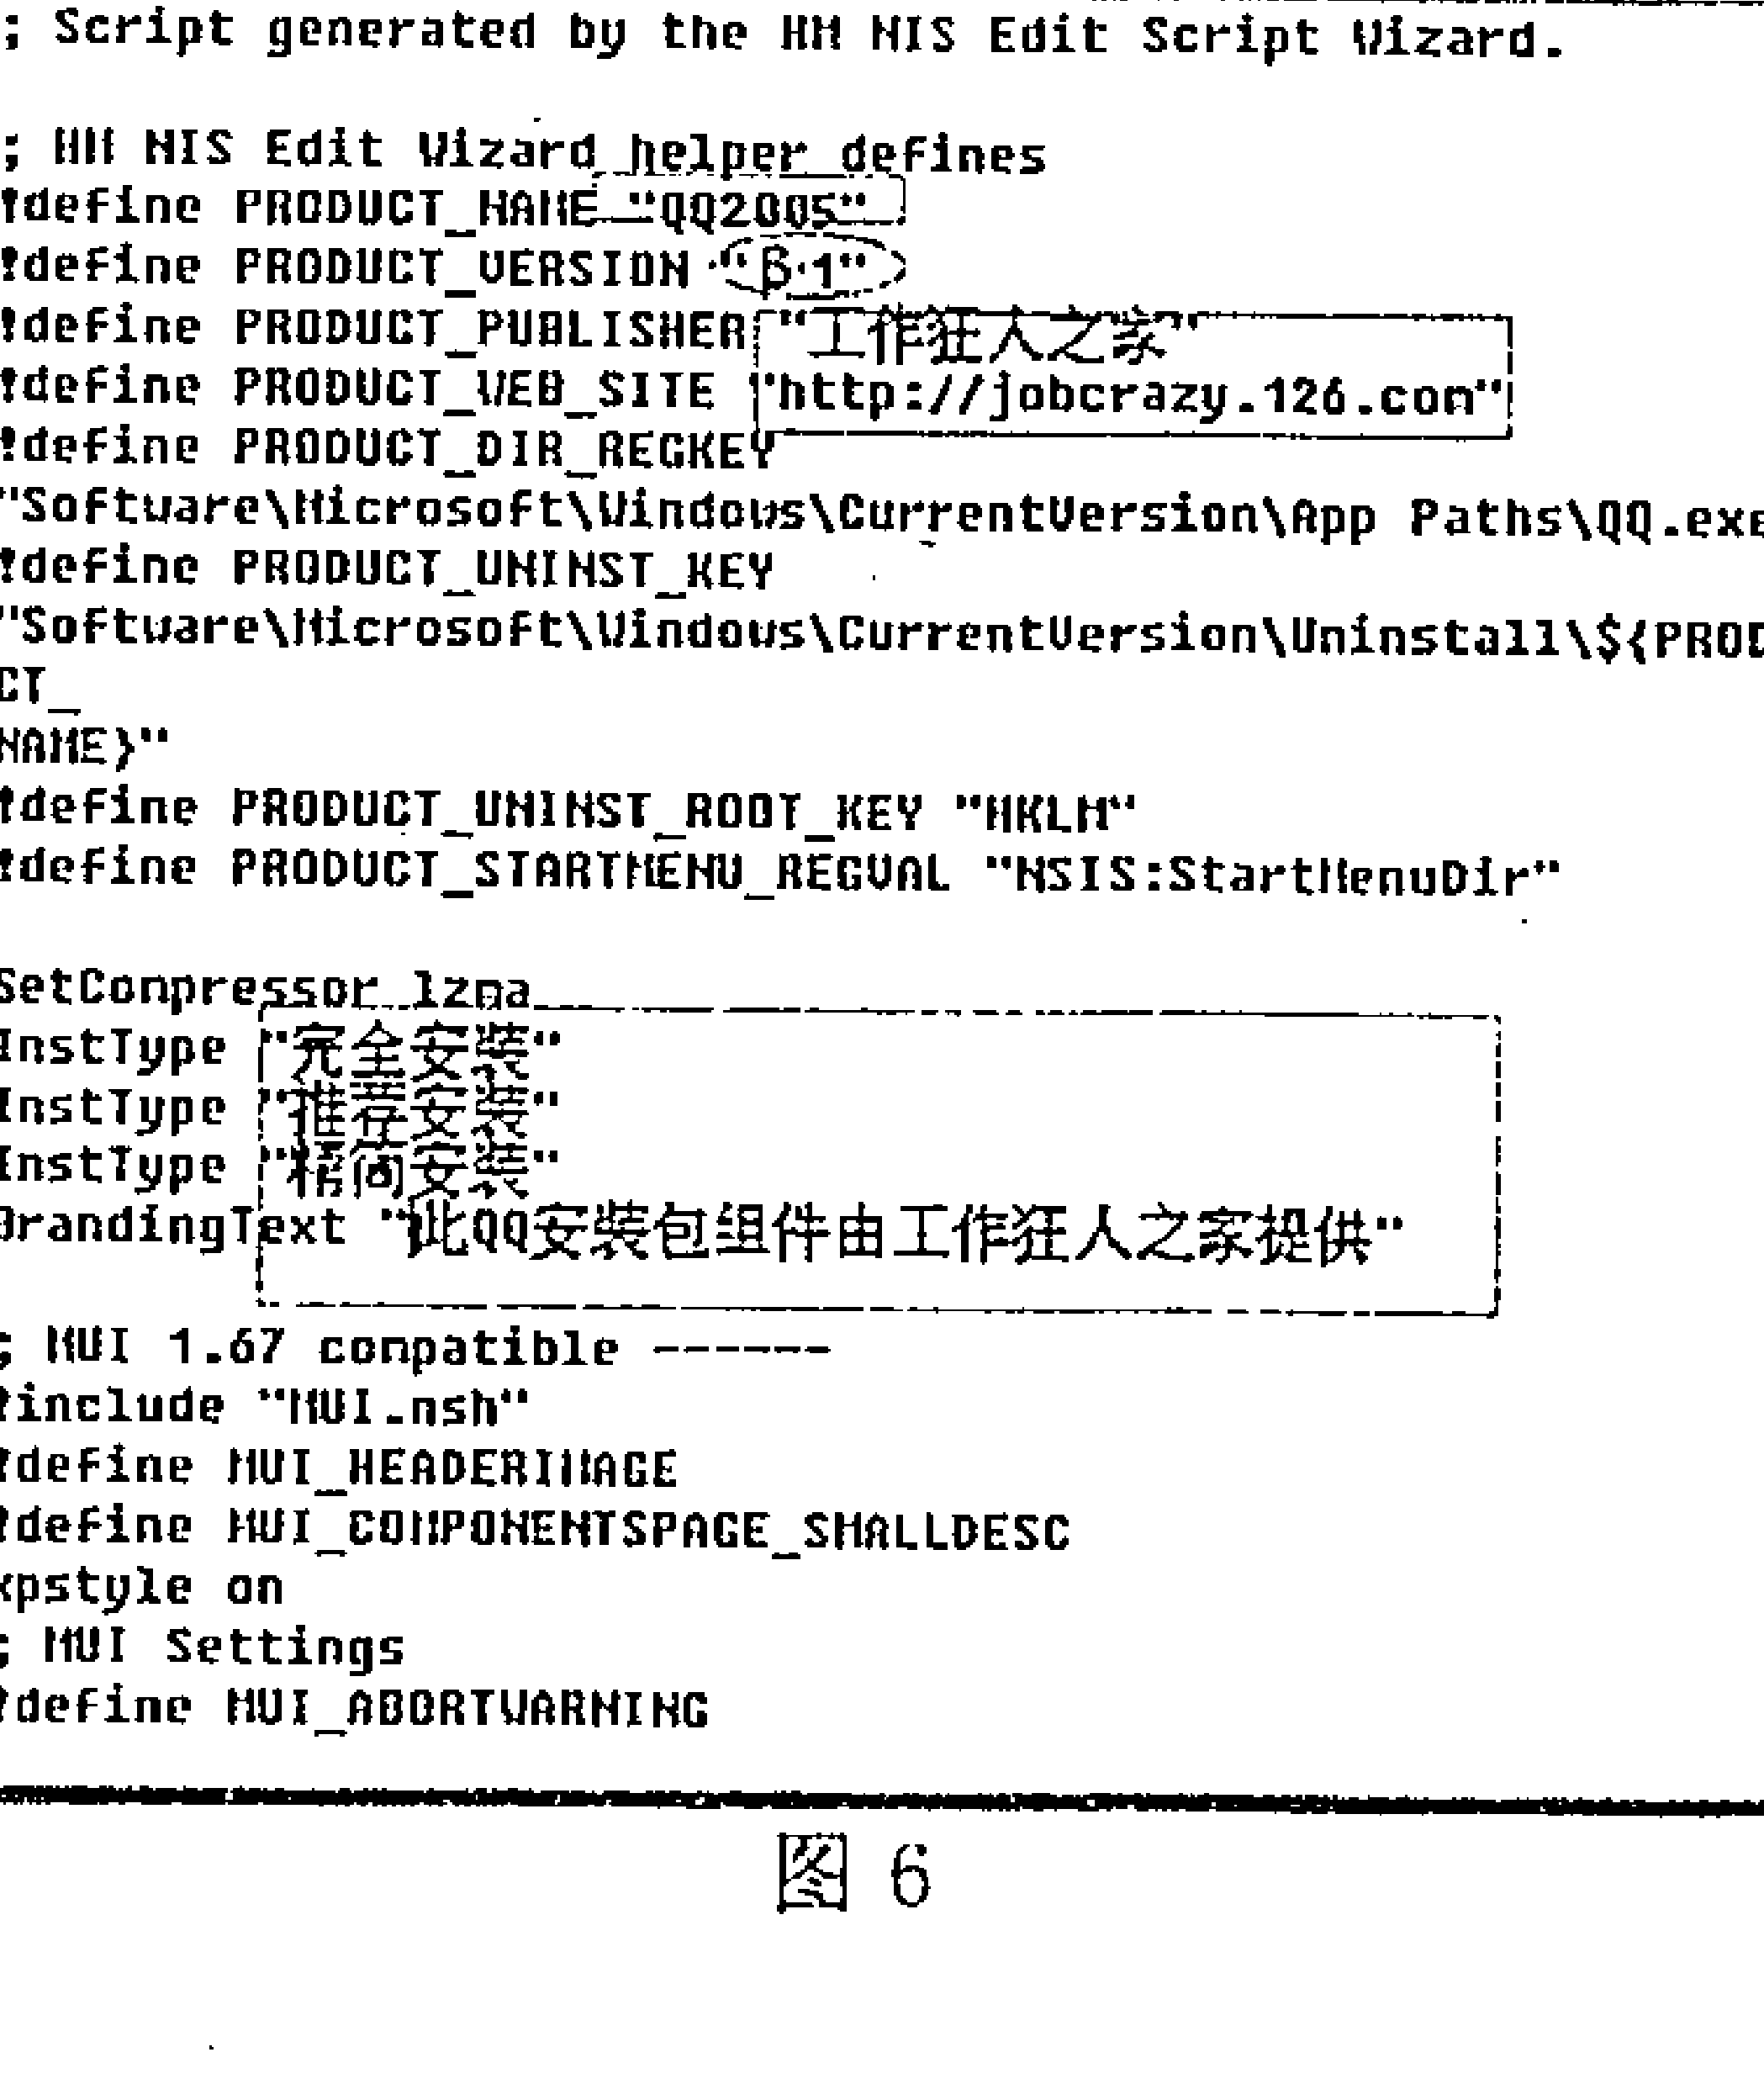 ; Script generated by the HM NIS Edit Script Wizard.
; HM NIS Edit Wizard helper defines
!define PRODUCT_NAME "QQ2005"
!define PRODUCT_VERSION "β1"
!define PRODUCT_PUBLISHER "工作狂人之家"
!define PRODUCT_WEB_SITE "http://jobcrazy.126.com"
!define PRODUCT_DIR_REGKEY
"Software\Microsoft\Windows\CurrentVersion\App Paths\QQ.exe
!define PRODUCT_UNINST_KEY
"Software\Microsoft\Windows\CurrentVersion\Uninstall\${PROD
CT_
NAME}"
!define PRODUCT_UNINST_ROOT_KEY "HKLM"
!define PRODUCT_STARTMENU_REGVAL "NSIS:StartMenuDir"
SetCompressor lzma
InstType "完全安装"
InstType "推荐安装"
InstType "精简安装"
BrandingText "此QQ安装包组件由工作狂人之家提供"
; MUI 1.67 compatible ------
!include "MUI.nsh"
!define MUI_HEADERIMAGE
!define MUI_COMPONENTSPAGE_SMALLDESC
xpstyle on
; MUI Settings
!define MUI_ABORTWARNING
图 6